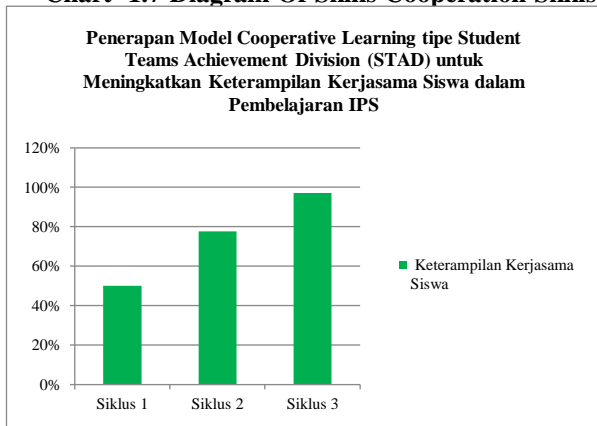 Chart 1.7 Diagram Of Skills Cooperation Skills
Penerapan Model Cooperative Learning tipe Student
Teams Achievement Division (STAD) untuk
Meningkatkan Keterampilan Kerjasama Siswa dalam
Pembelajaran IPS
120%
100%
80%
60%
40%
20%
0%
Siklus 1 Siklus 2 Siklus 3
Keterampilan Kerjasama
Siswa